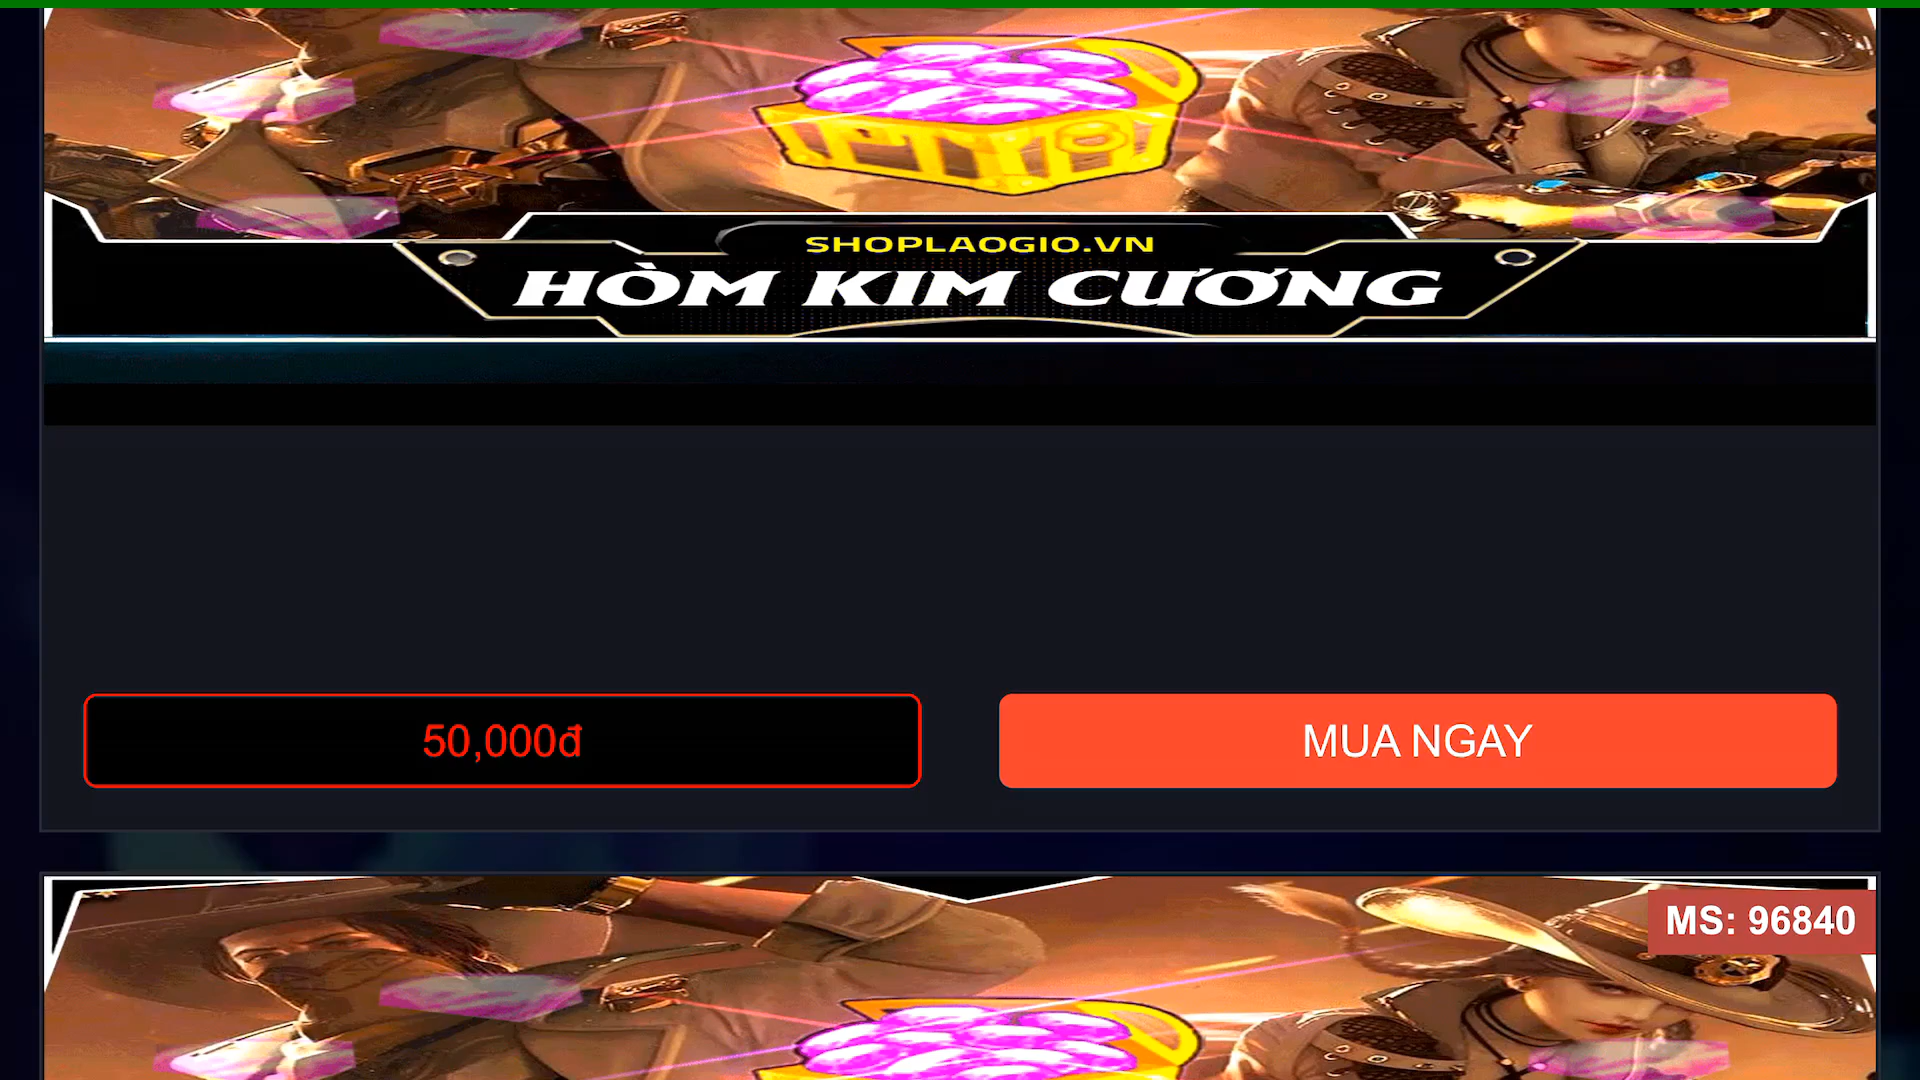 SHOPLAOGIO.VN
HÒM KIM CƯƠNG
50,000đ
MUA NGAY
MS: 96840